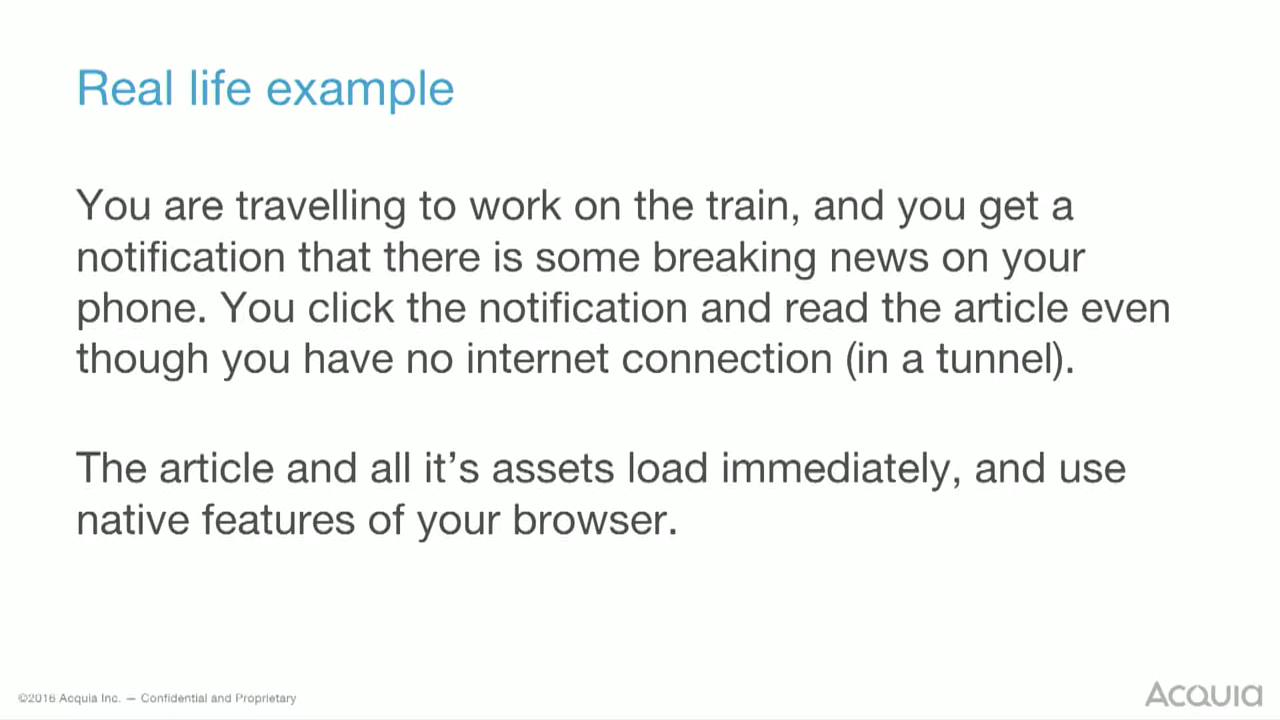 Real life example
You are travelling to work on the train, and you get a
notification that there is some breaking news on your
phone. You click the notification and read the article even
though you have no internet connection (in a tunnel).
The article and all it’s assets load immediately, and use
native features of your browser.
©2016 Acquia Inc. — Confidential and Proprietary
Acquia